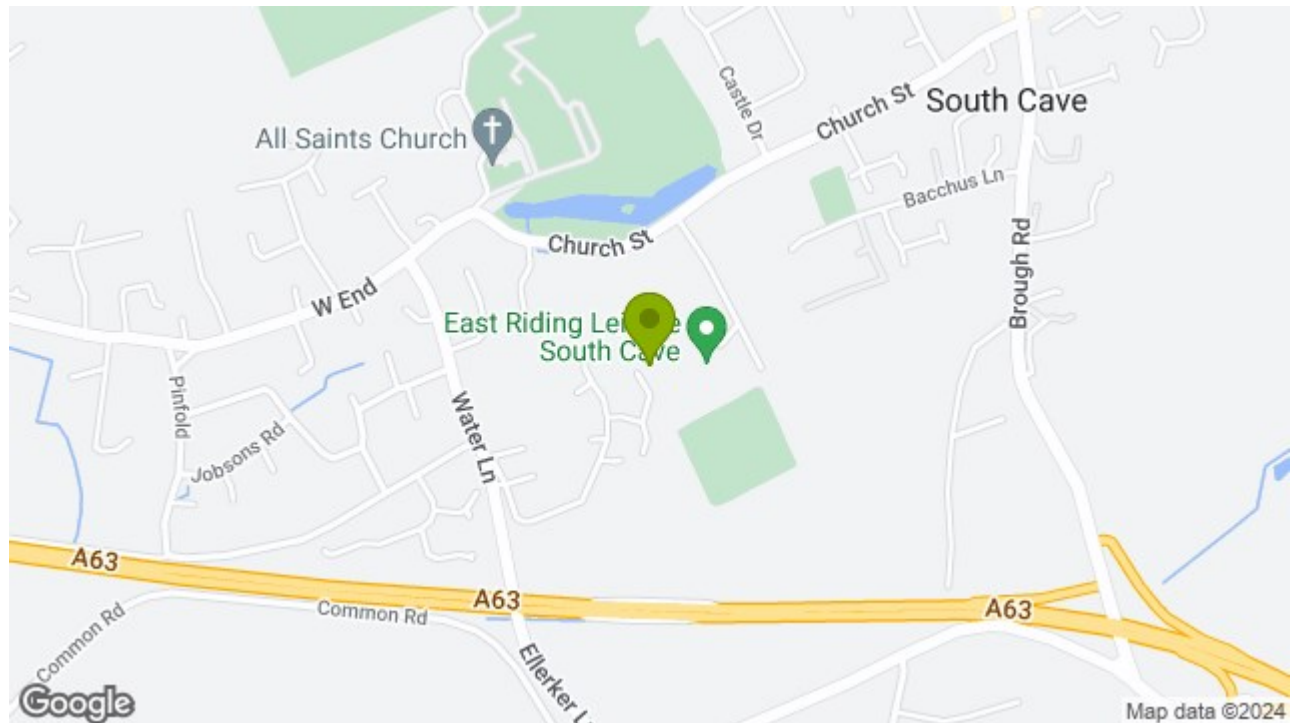 Castle Dr
Church St
South Cave
All Saints Church
Bacchus Ln
Church St
W End
Brough Rd
East Riding
South Cave
Pinfold
Jobsons Rd
Water Ln
A63
A63
A63
Common Rd
Common Rd
Ellerker
Google
Map data ©2024